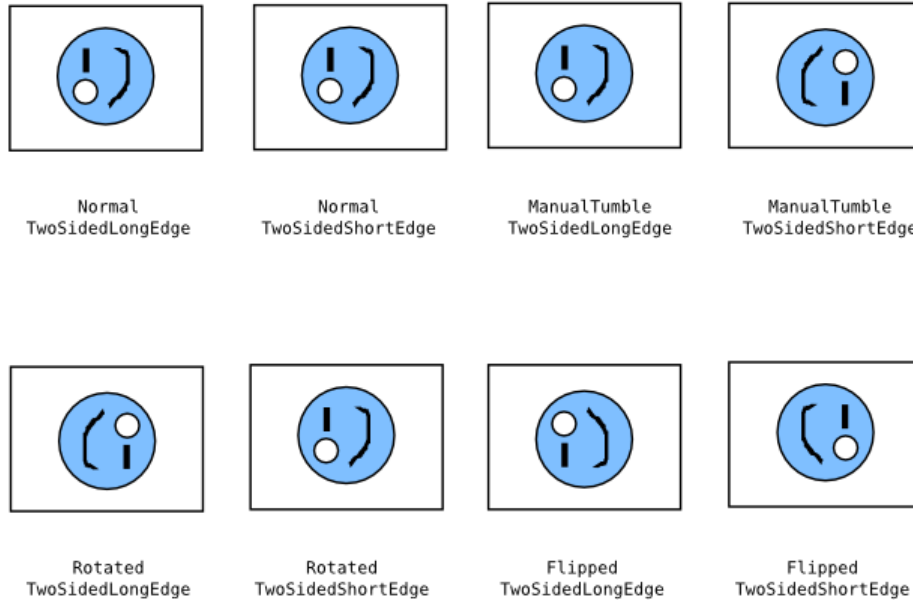 Normal
TwoSidedLongEdge
Normal
TwoSidedShortEdge
ManualTumble
TwoSidedLongEdge
ManualTumble
TwoSidedShortEdge
Rotated
TwoSidedLongEdge
Rotated
TwoSidedShortEdge
Flipped
TwoSidedLongEdge
Flipped
TwoSidedShortEdge